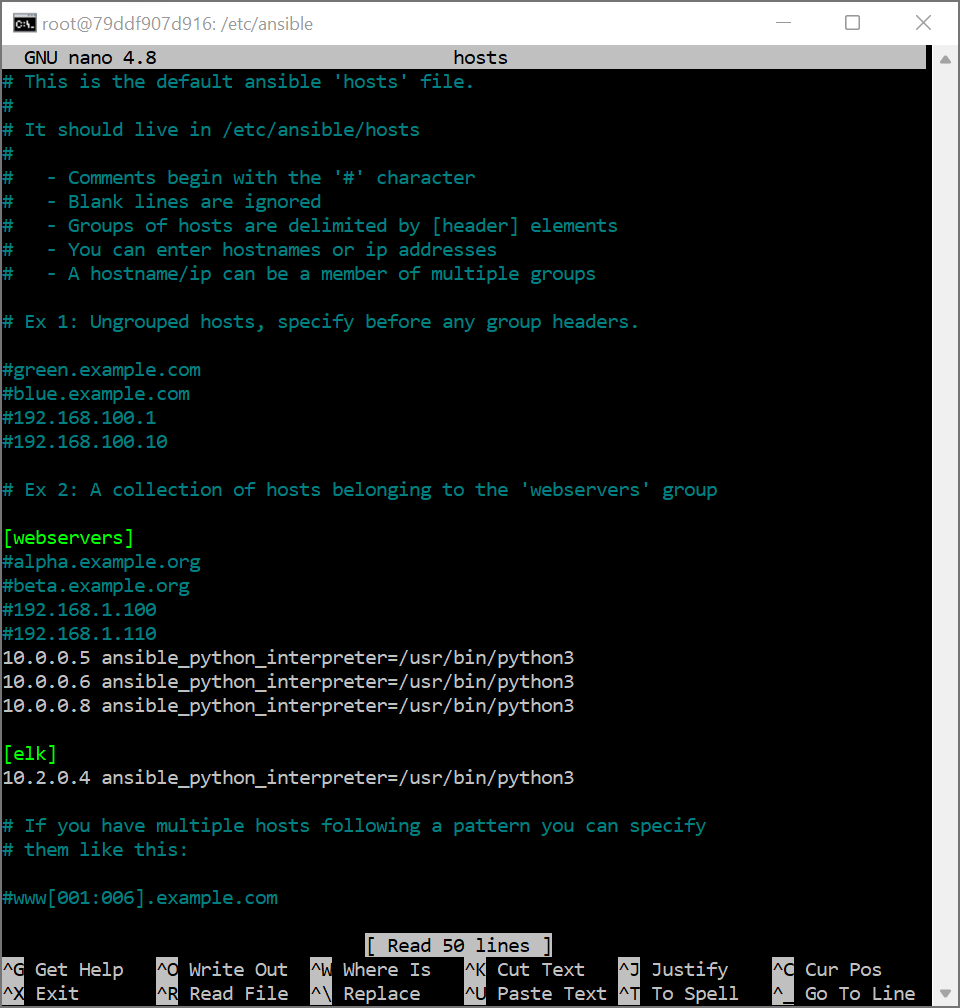 root@79ddf907d916: /etc/ansible
GNU nano 4.8 hosts
# This is the default ansible 'hosts' file.
#
# It should live in /etc/ansible/hosts
#
#   - Comments begin with the '#' character
#   - Blank lines are ignored
#   - Groups of hosts are delimited by [header] elements
#   - You can enter hostnames or ip addresses
#   - A hostname/ip can be a member of multiple groups
# Ex 1: Ungrouped hosts, specify before any group headers.
#green.example.com
#blue.example.com
#192.168.100.1
#192.168.100.10
# Ex 2: A collection of hosts belonging to the 'webservers' group
[webservers]
#alpha.example.org
#beta.example.org
#192.168.1.100
#192.168.1.110
10.0.0.5 ansible_python_interpreter=/usr/bin/python3
10.0.0.6 ansible_python_interpreter=/usr/bin/python3
10.0.0.8 ansible_python_interpreter=/usr/bin/python3
[elk]
10.2.0.4 ansible_python_interpreter=/usr/bin/python3
# If you have multiple hosts following a pattern you can specify
# them like this:
#www[001:006].example.com
[ Read 50 lines ]
^G Get Help ^O Write Out ^W Where Is ^K Cut Text ^J Justify ^C Cur Pos
^X Exit ^R Read File ^\ Replace ^U Paste Text ^T To Spell ^_ Go To Line